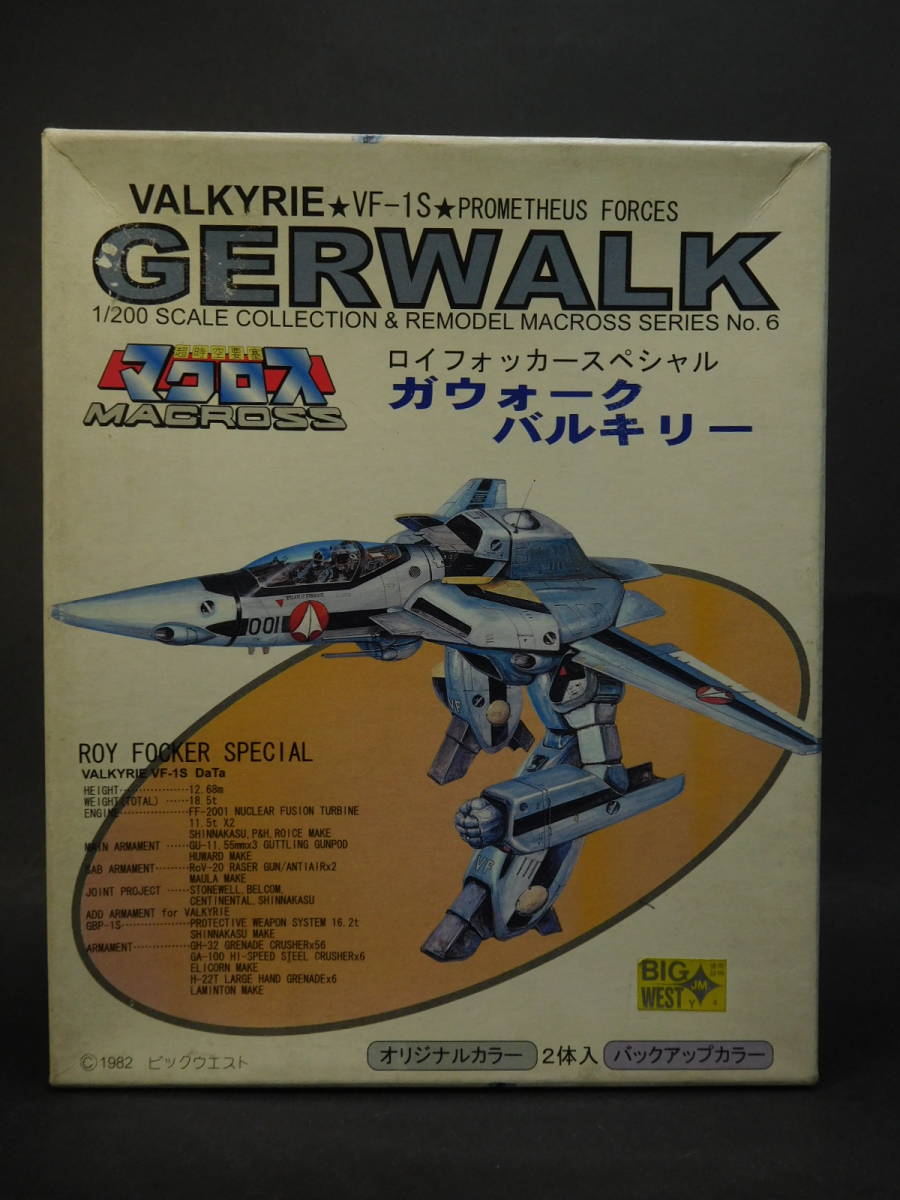 VALKYRIE★VF-1S★PROMETHEUS FORCES
GERWALK
1/200 SCALE COLLECTION & REMODEL MACROSS SERIES No. 6
超時空要塞
マクロス
MACROSS
ロイフォッカースペシャル
ガウォーク
バルキリー
001
001
VF
VF
ROY FOCKER SPECIAL
VALKYRIE VF-1S DaTa
HEIGHT 12.68m
WEIGHT(TOTAL) 18.5t
ENGINE FF-2001 NUCLEAR FUSION TURBINE
11.5t X2
SHINNAKASU, P&H, ROICE MAKE
MAIN ARMAMENT GU-11.55mmx3 GUTTLING GUNPOD
HUWARD MAKE
SAB ARMAMENT RoV-20 RASER GUN/ANTIAIRx2
MAULA MAKE
JOINT PROJECT STONEWELL, BELCOM,
CENTINENTAL, SHINNAKASU
ADD ARMAMENT for VALKYRIE
GBP-1S PROTECTIVE WEAPON SYSTEM 16.2t
SHINNAKASU MAKE
ARMAMENT GH-32 GRENADE CRUSHERx56
GA-100 HI-SPEED STEEL CRUSHERx6
ELICORN MAKE
H-22T LARGE HAND GRENADEx6
LAMINTON MAKE
BIG
WEST
JM
Y 4
©1982 ビックウエスト
オリジナルカラー 2体入 バックアップカラー